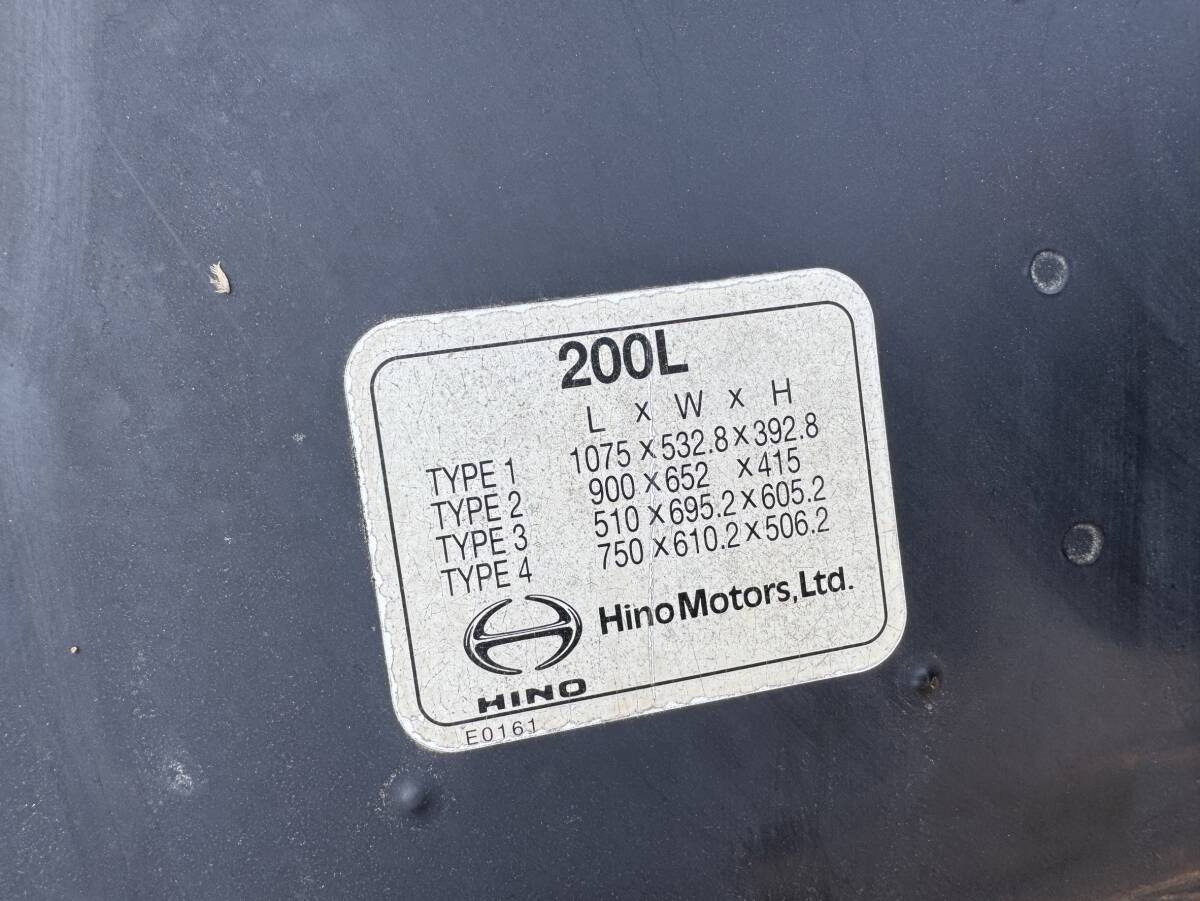 200L
L x W x H
TYPE 1 1075 x 532.8 x 392.8
TYPE 2 900 x 652 x 415
TYPE 3 510 x 695.2 x 605.2
TYPE 4 750 x 610.2 x 506.2
Hino Motors, Ltd.
HINO
E0161